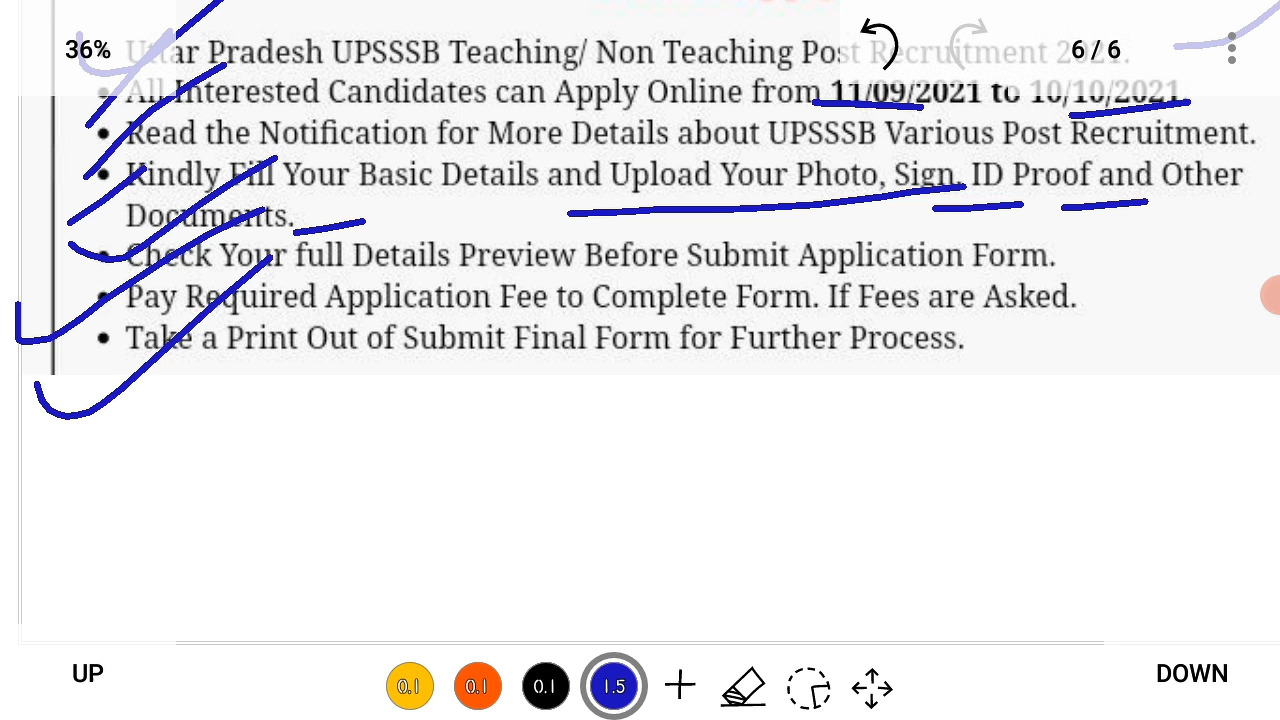 36%
6 / 6
Uttar Pradesh UPSSSB Teaching/ Non Teaching Post Recruitment 2021.
All Interested Candidates can Apply Online from 11/09/2021 to 10/10/2021.
Read the Notification for More Details about UPSSSB Various Post Recruitment.
Kindly Fill Your Basic Details and Upload Your Photo, Sign, ID Proof and Other
Documents.
Check Your full Details Preview Before Submit Application Form.
Pay Required Application Fee to Complete Form. If Fees are Asked.
Take a Print Out of Submit Final Form for Further Process.
UP
0.1
0.1
0.1
1.5
DOWN